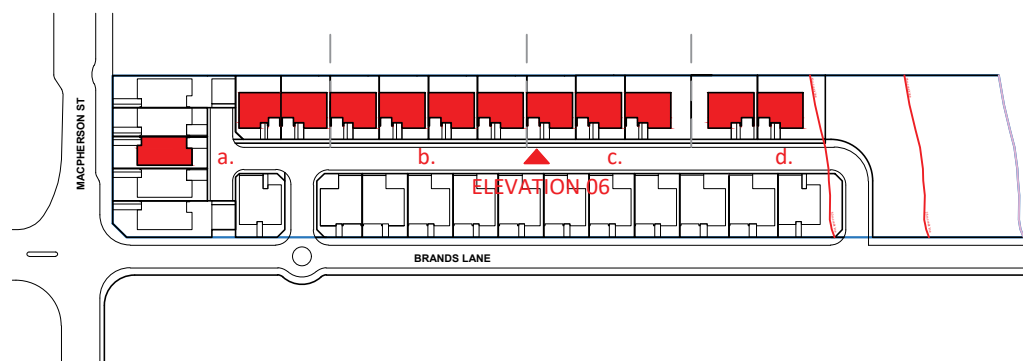 MACPHERSON ST
a.
b.
c.
d.
ELEVATION 06
BRANDS LANE